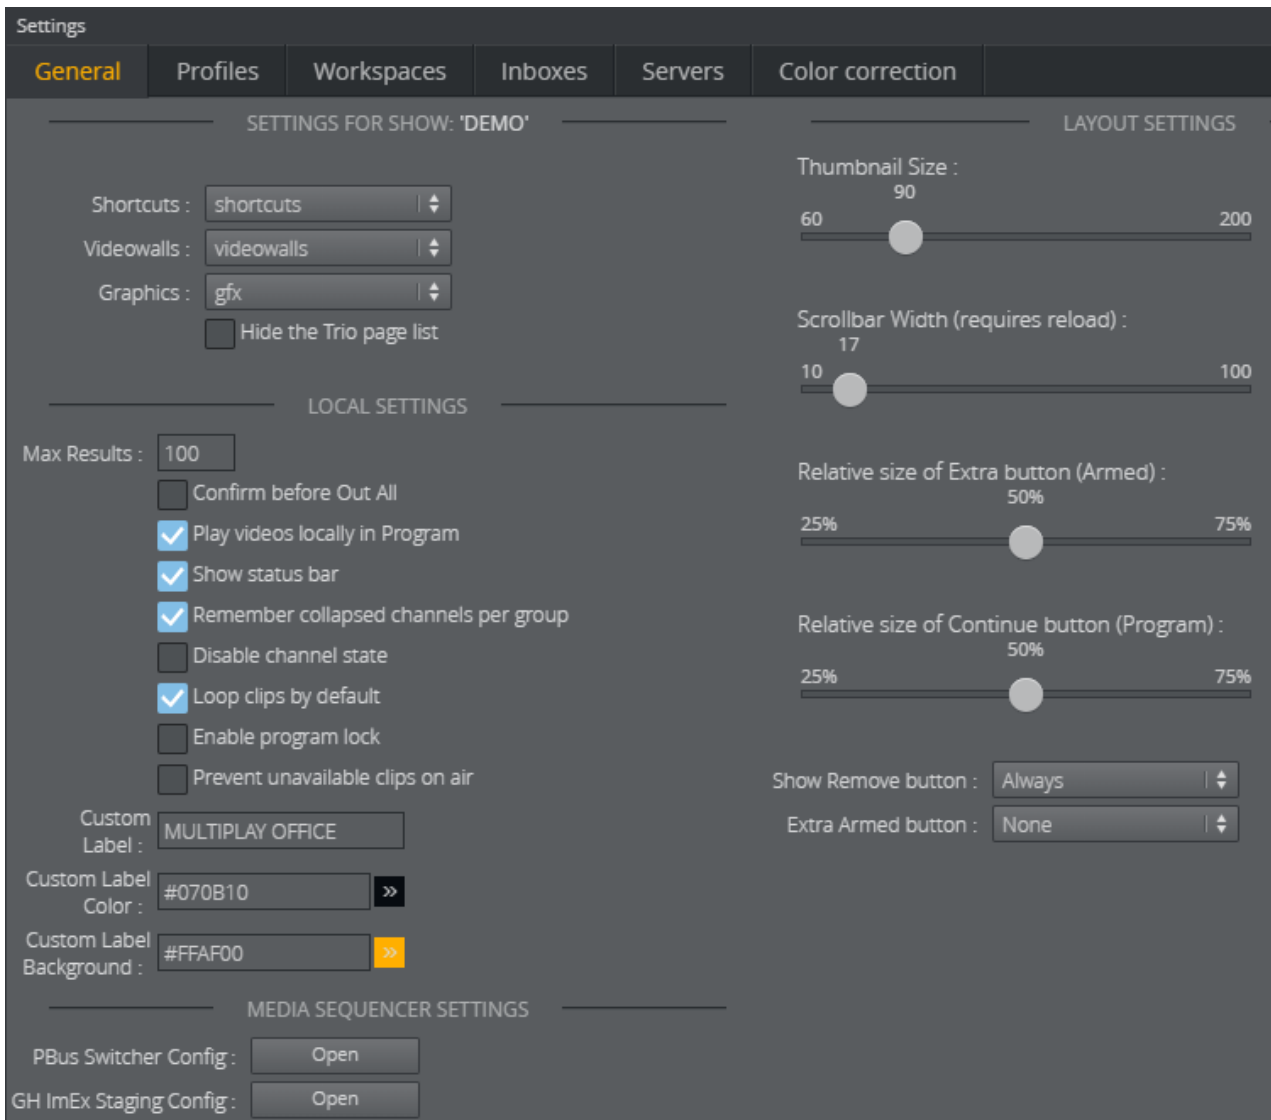 Settings
General Profiles Workspaces Inboxes Servers Color correction
SETTINGS FOR SHOW: 'DEMO'
Shortcuts : shortcuts
Videowalls : videowalls
Graphics : gfx
Hide the Trio page list
LOCAL SETTINGS
Max Results : 100
Confirm before Out All
Play videos locally in Program
Show status bar
Remember collapsed channels per group
Disable channel state
Loop clips by default
Enable program lock
Prevent unavailable clips on air
Custom
Label : MULTIPLAY OFFICE
Custom Label
Color : #070B10 »
Custom Label
Background : #FFAF00 »
MEDIA SEQUENCER SETTINGS
PBus Switcher Config : Open
GH ImEx Staging Config : Open
LAYOUT SETTINGS
Thumbnail Size :
90
60 200
Scrollbar Width (requires reload) :
17
10 100
Relative size of Extra button (Armed) :
50%
25% 75%
Relative size of Continue button (Program) :
50%
25% 75%
Show Remove button : Always
Extra Armed button : None